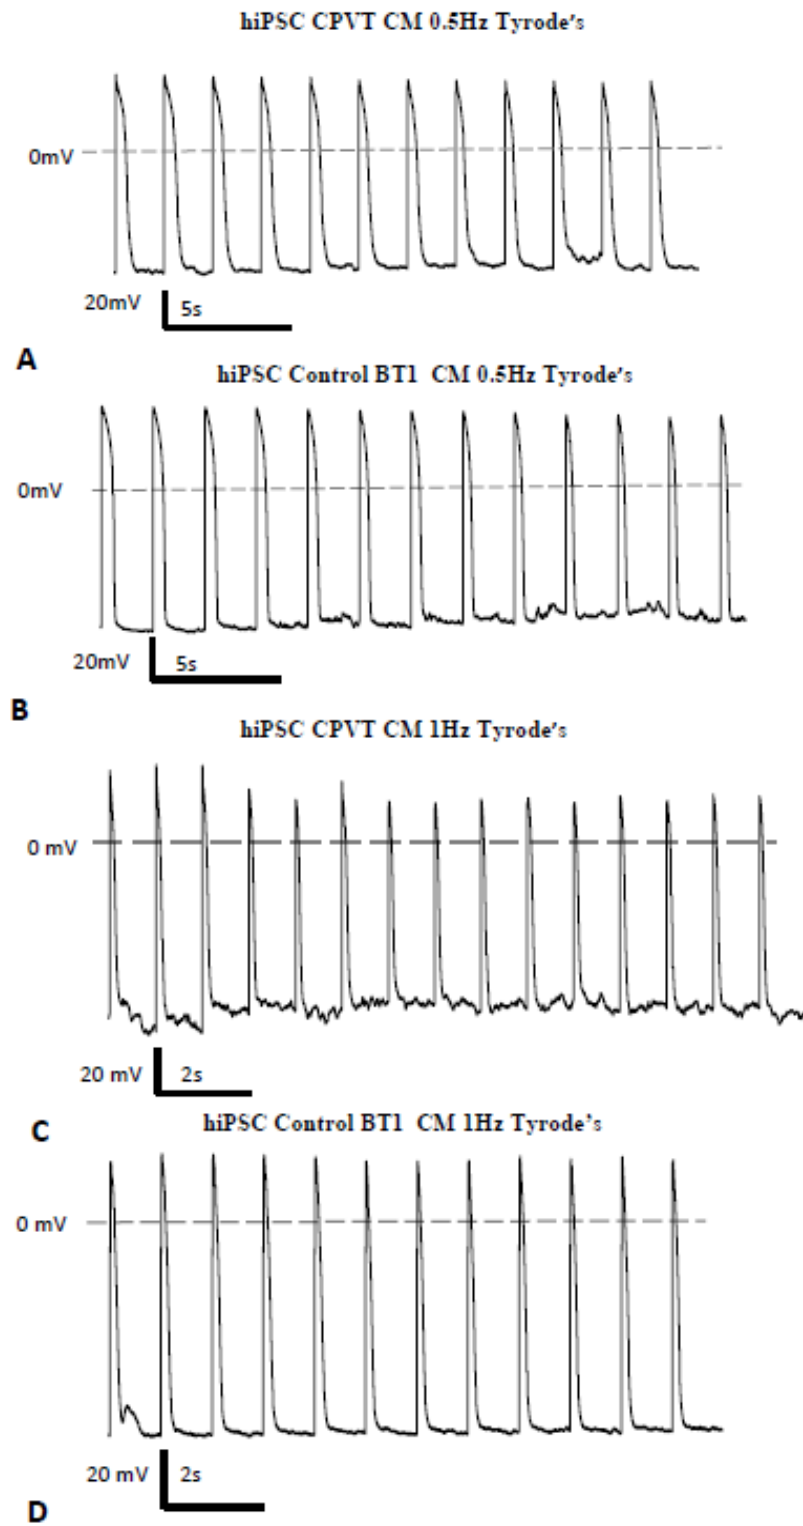 hiPSC CPVT CM 0.5Hz Tyrode's
0mV
20mV
5s
A
hiPSC Control BT1 CM 0.5Hz Tyrode's
0mV
20mV
5s
B
hiPSC CPVT CM 1Hz Tyrode's
0 mV
20 mV
2s
C
hiPSC Control BT1 CM 1Hz Tyrode's
0 mV
20 mV
2s
D